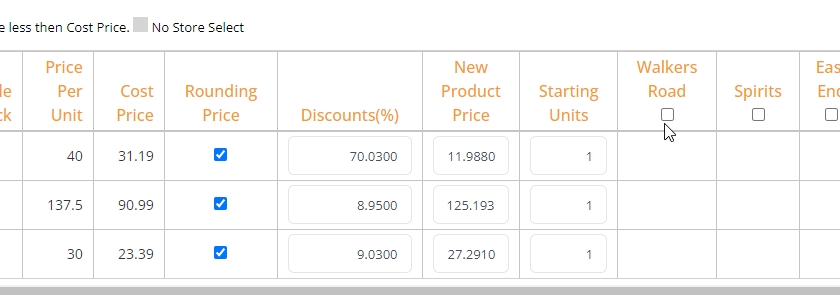 e less then Cost Price. No Store Select
Price New Walkers Eas
le Per Cost Rounding Product Starting Road Spirits End
ck Unit Price Price Discounts(%) Price Units
40 31.19 70.0300 11.9880 1
137.5 90.99 8.9500 125.193 1
30 23.39 9.0300 27.2910 1